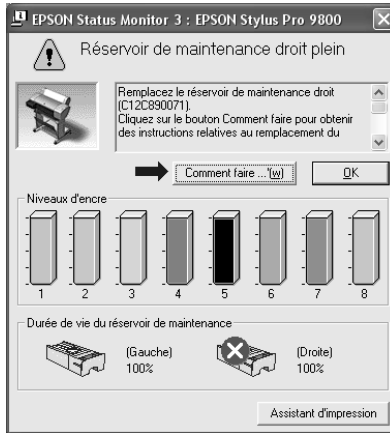 EPSON Status Monitor 3 : EPSON Stylus Pro 9800
Réservoir de maintenance droit plein
Remplacez le réservoir de maintenance droit
(C12C890071).
Cliquez sur le bouton Comment faire pour obtenir
des instructions relatives au remplacement du
Comment faire ...'(w)
OK
Niveaux d'encre
1 2 3 4 5 6 7 8
Durée de vie du réservoir de maintenance
(Gauche)
100%
(Droite)
100%
Assistant d'impression